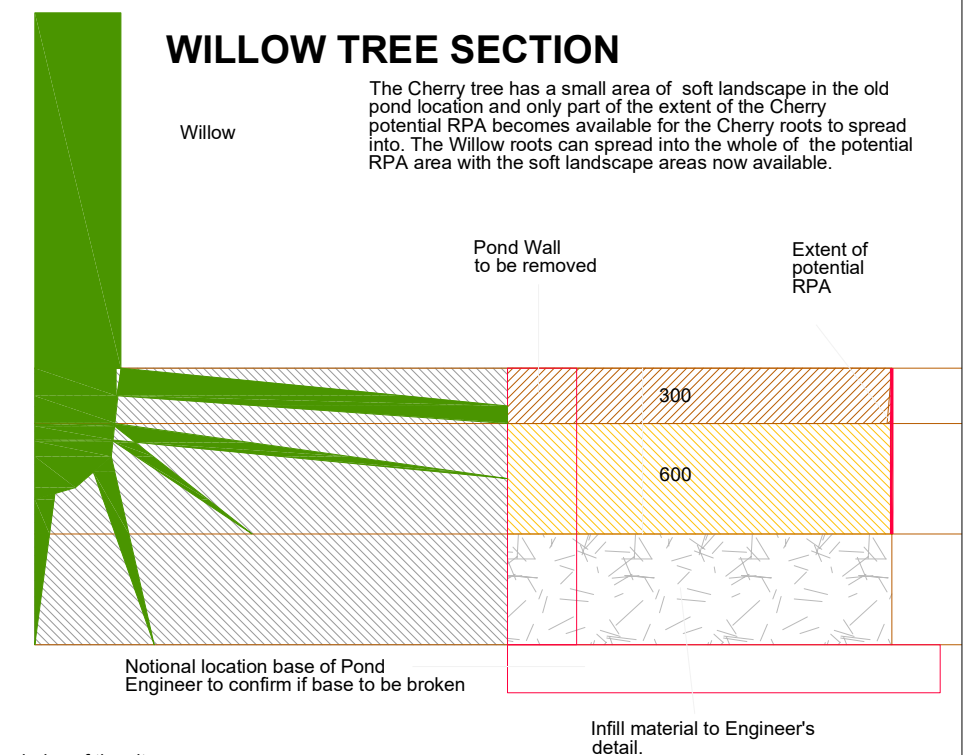 WILLOW TREE SECTION
The Cherry tree has a small area of soft landscape in the old
pond location and only part of the extent of the Cherry
potential RPA becomes available for the Cherry roots to spread
into. The Willow roots can spread into the whole of the potential
RPA area with the soft landscape areas now available.
Willow
Pond Wall
to be removed
Extent of
potential
RPA
300
600
Notional location base of Pond
Engineer to confirm if base to be broken
Infill material to Engineer's
detail.